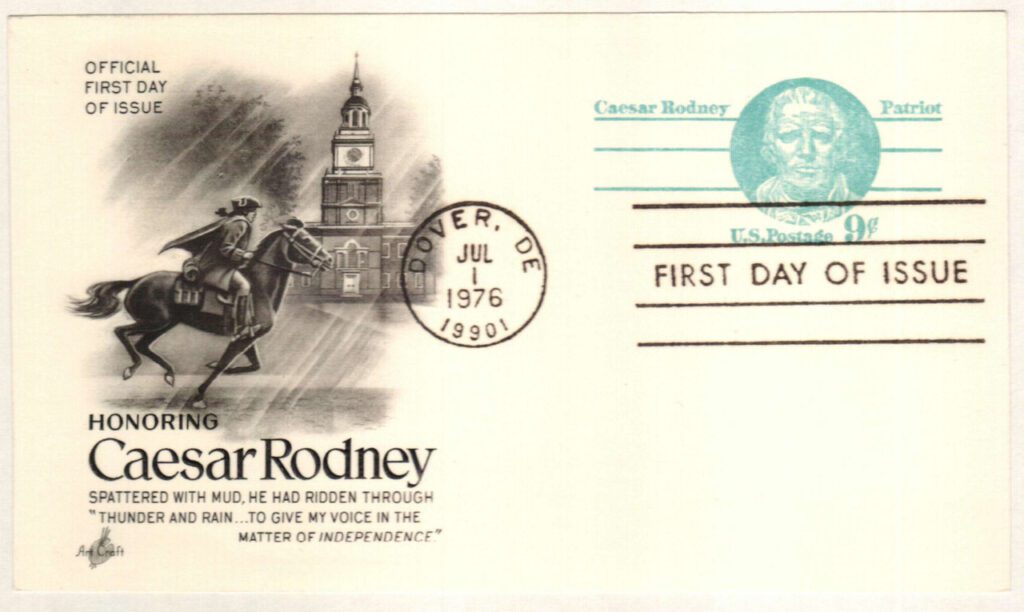 OFFICIAL
FIRST DAY
OF ISSUE
Caesar Rodney Patriot
U.S. Postage 9¢
DOVER, DE
JUL
1
1976
19901
FIRST DAY OF ISSUE
HONORING
Caesar Rodney
SPATTERED WITH MUD, HE HAD RIDDEN THROUGH
"THUNDER AND RAIN...TO GIVE MY VOICE IN THE
MATTER OF INDEPENDENCE."
Art Craft